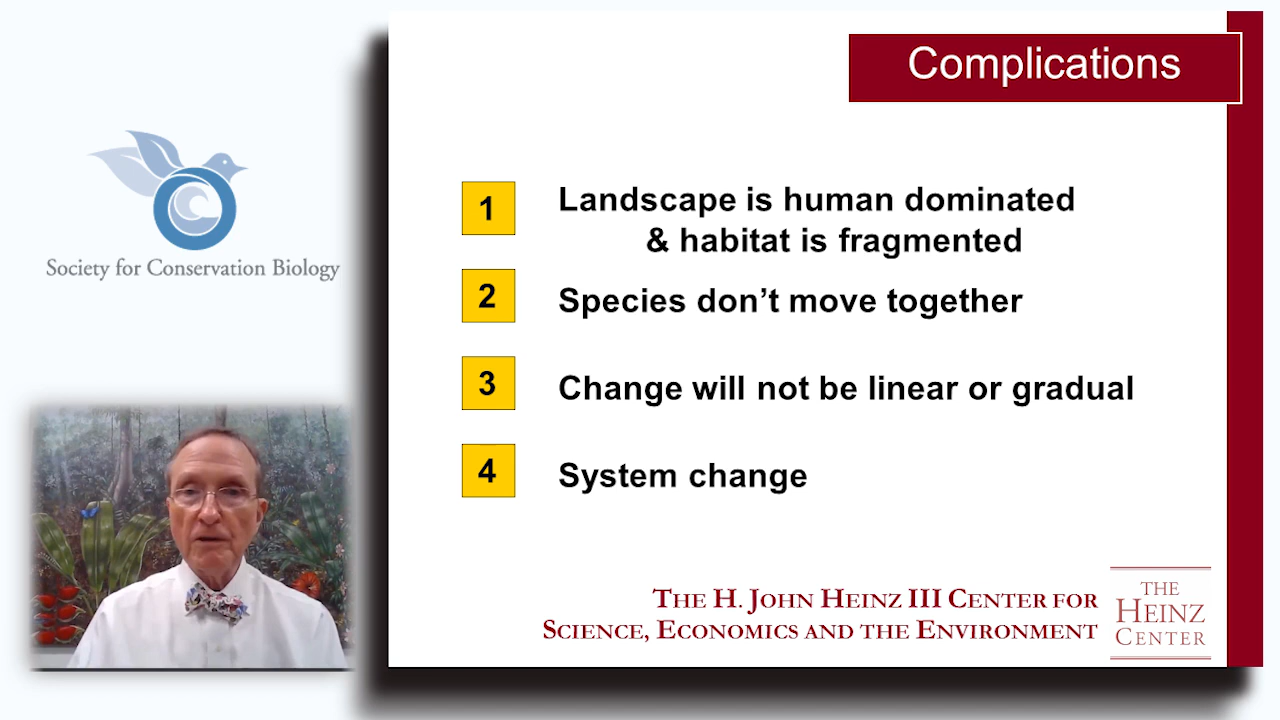 Complications
1 Landscape is human dominated
& habitat is fragmented
2 Species don’t move together
3 Change will not be linear or gradual
4 System change
Society for Conservation Biology
THE H. JOHN HEINZ III CENTER FOR
SCIENCE, ECONOMICS AND THE ENVIRONMENT
THE
HEINZ
CENTER